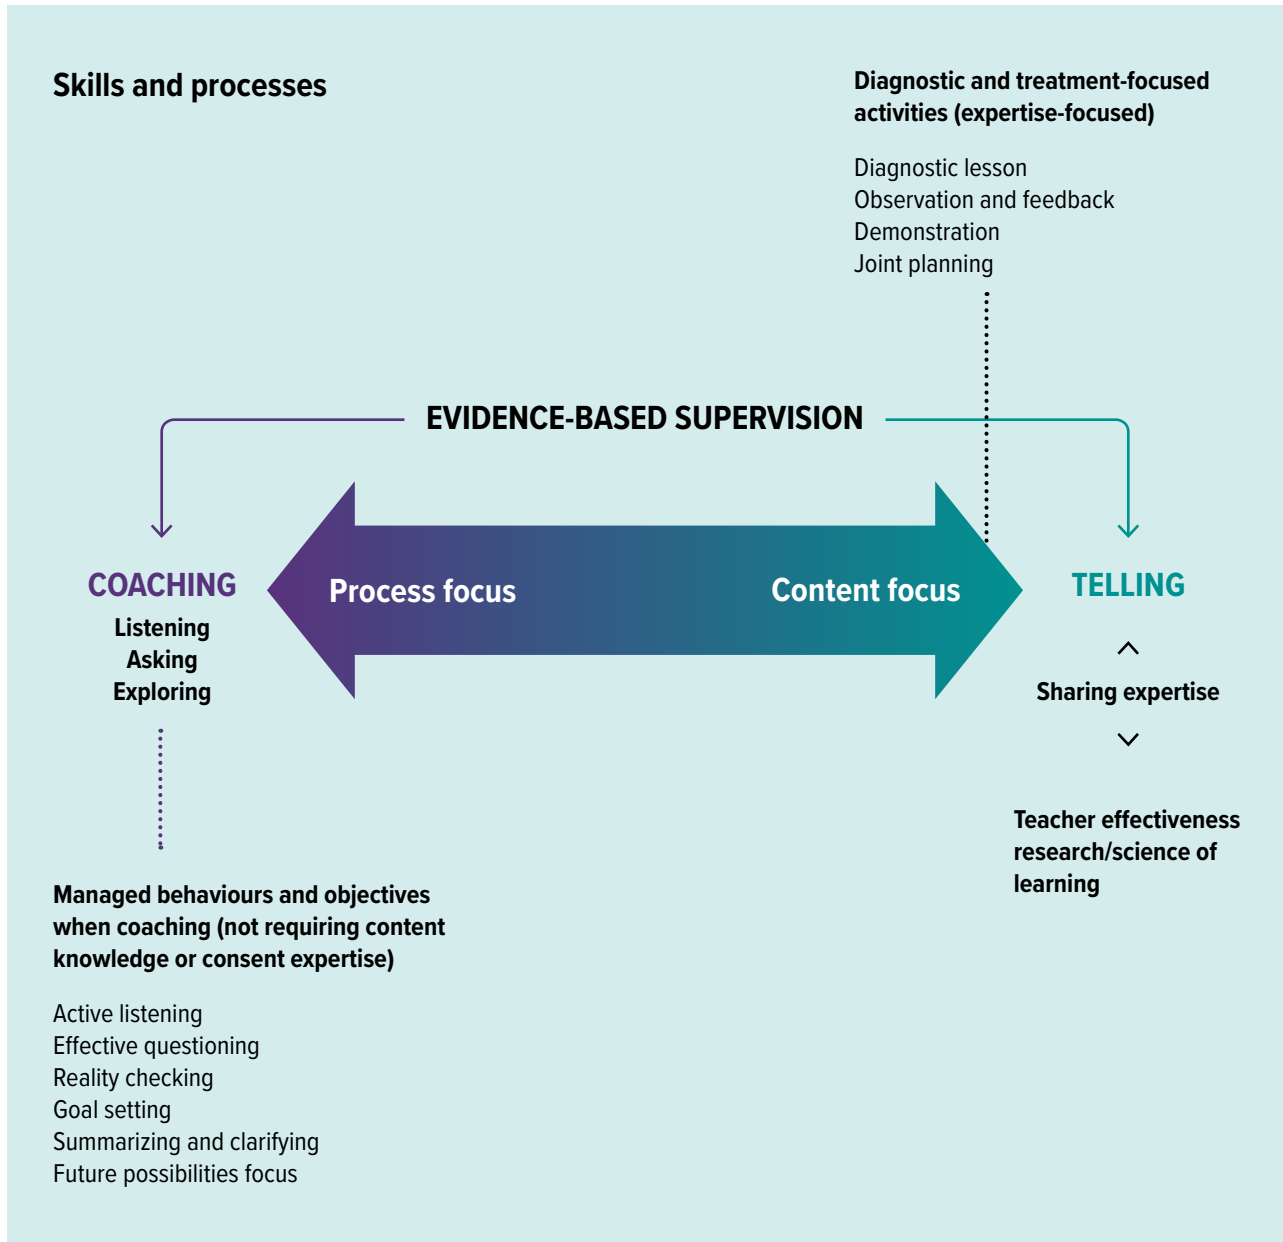 Skills and processes
Diagnostic and treatment-focused
activities (expertise-focused)
Diagnostic lesson
Observation and feedback
Demonstration
Joint planning
EVIDENCE-BASED SUPERVISION
COACHING
Listening
Asking
Exploring
Process focus
Content focus
TELLING
Sharing expertise
Teacher effectiveness
research/science of
learning
Managed behaviours and objectives
when coaching (not requiring content
knowledge or consent expertise)
Active listening
Effective questioning
Reality checking
Goal setting
Summarizing and clarifying
Future possibilities focus